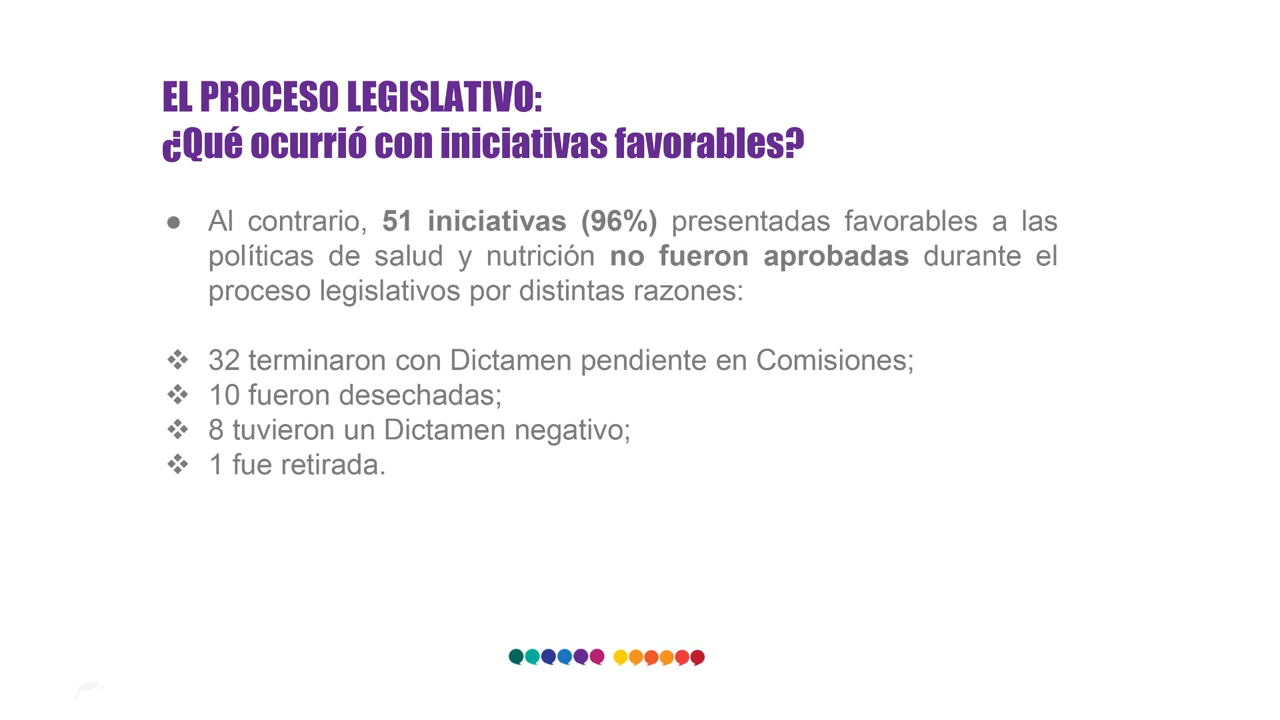 EL PROCESO LEGISLATIVO:
¿Qué ocurrió con iniciativas favorables?
● Al contrario, 51 iniciativas (96%) presentadas favorables a las
políticas de salud y nutrición no fueron aprobadas durante el
proceso legislativos por distintas razones:
❖ 32 terminaron con Dictamen pendiente en Comisiones;
❖ 10 fueron desechadas;
❖ 8 tuvieron un Dictamen negativo;
❖ 1 fue retirada.